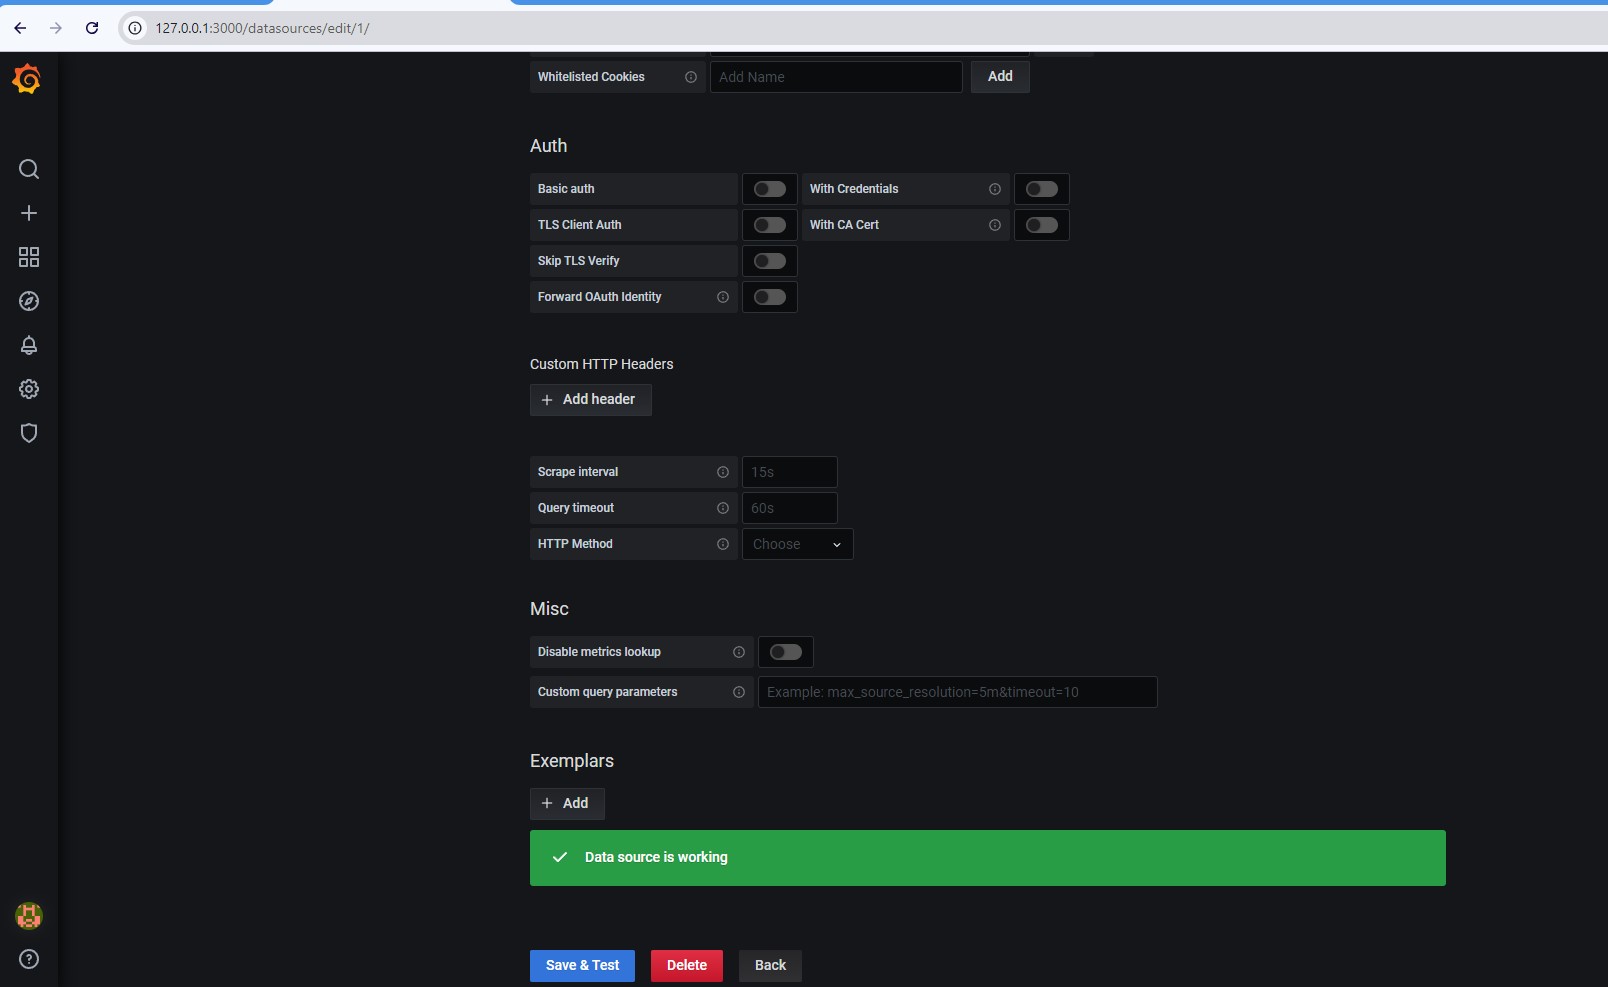 127.0.0.1:3000/datasources/edit/1/
Whitelisted Cookies Add Name Add
Auth
Basic auth With Credentials
TLS Client Auth With CA Cert
Skip TLS Verify
Forward OAuth Identity
Custom HTTP Headers
+ Add header
Scrape interval 15s
Query timeout 60s
HTTP Method Choose
Misc
Disable metrics lookup
Custom query parameters Example: max_source_resolution=5m&timeout=10
Exemplars
+ Add
Data source is working
Save & Test Delete Back